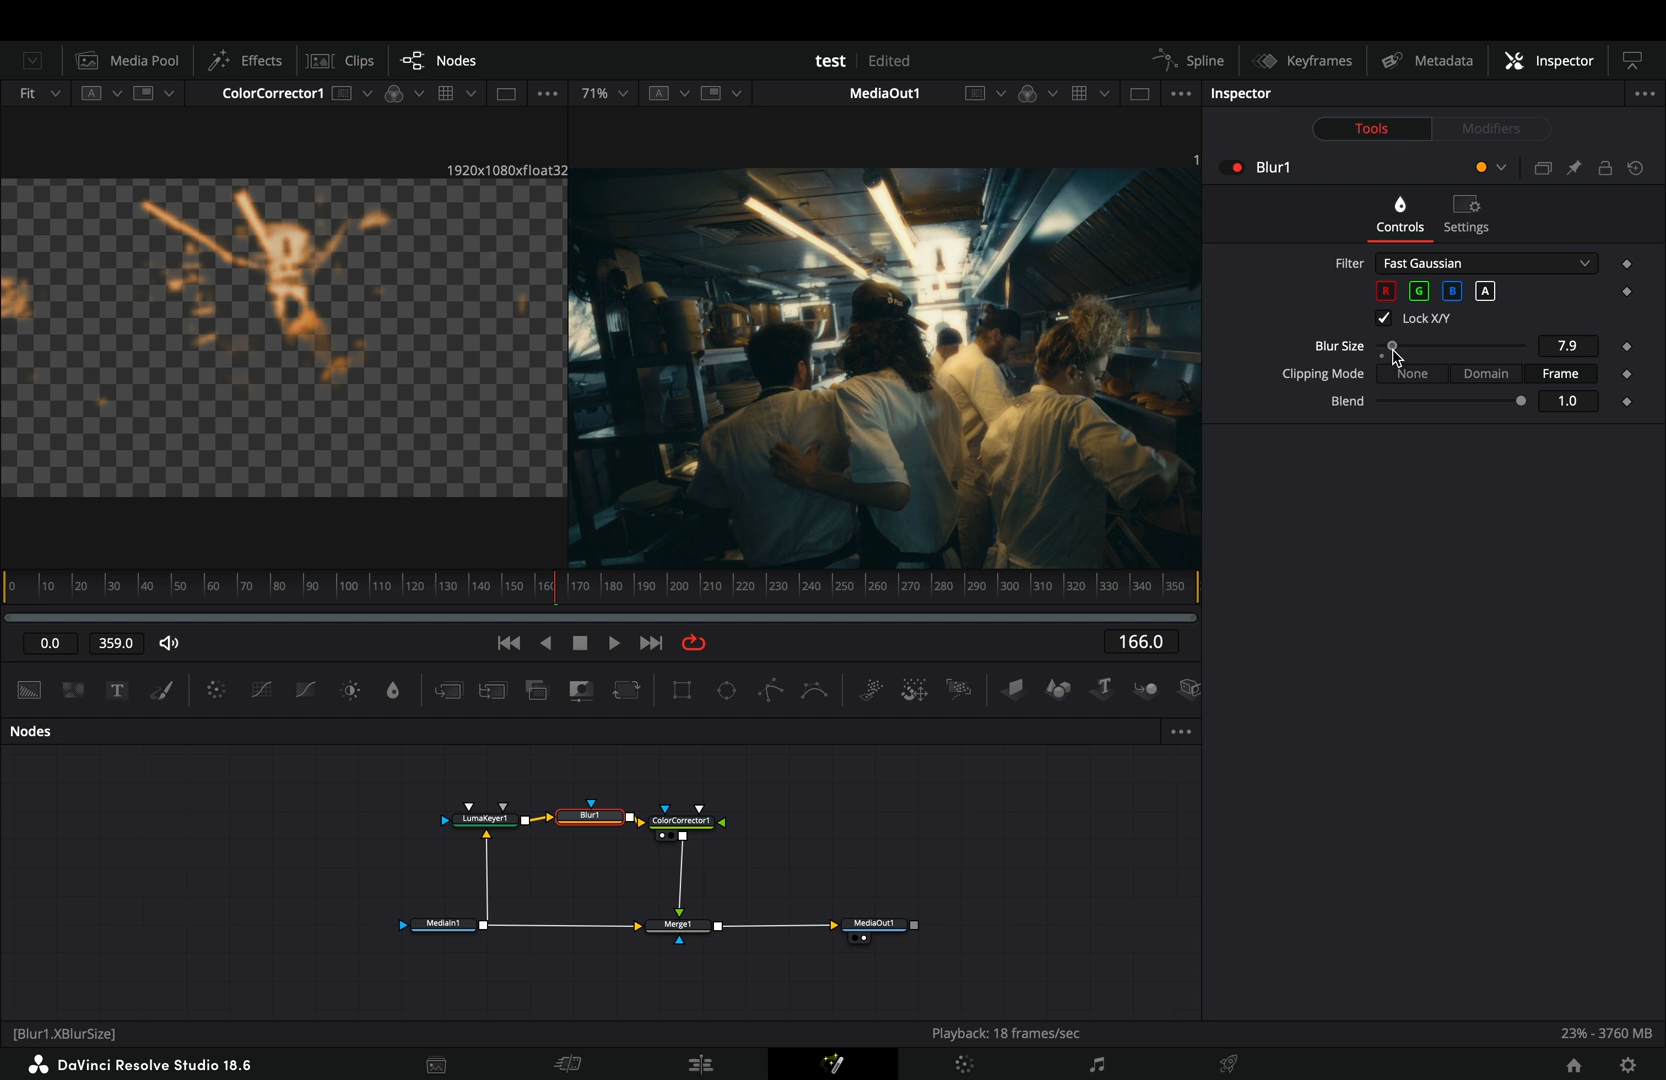 Media Pool Effects Clips Nodes test Edited Spline Keyframes Metadata Inspector
Fit A ColorCorrector1 71% A MediaOut1 Inspector
Tools Modifiers
1920x1080xfloat32
1
Blur1
Controls Settings
Filter Fast Gaussian
R G B A
Lock X/Y
Blur Size 7.9
Clipping Mode None Domain Frame
Blend 1.0
0 10 20 30 40 50 60 70 80 90 100 110 120 130 140 150 160 170 180 190 200 210 220 230 240 250 260 270 280 290 300 310 320 330 340 350
0.0 359.0 166.0
T T
Nodes
LumaKeyer1 Blur1 ColorCorrector1
MediaIn1 Merge1 MediaOut1
[Blur1.XBlurSize] Playback: 18 frames/sec 23% - 3760 MB
DaVinci Resolve Studio 18.6